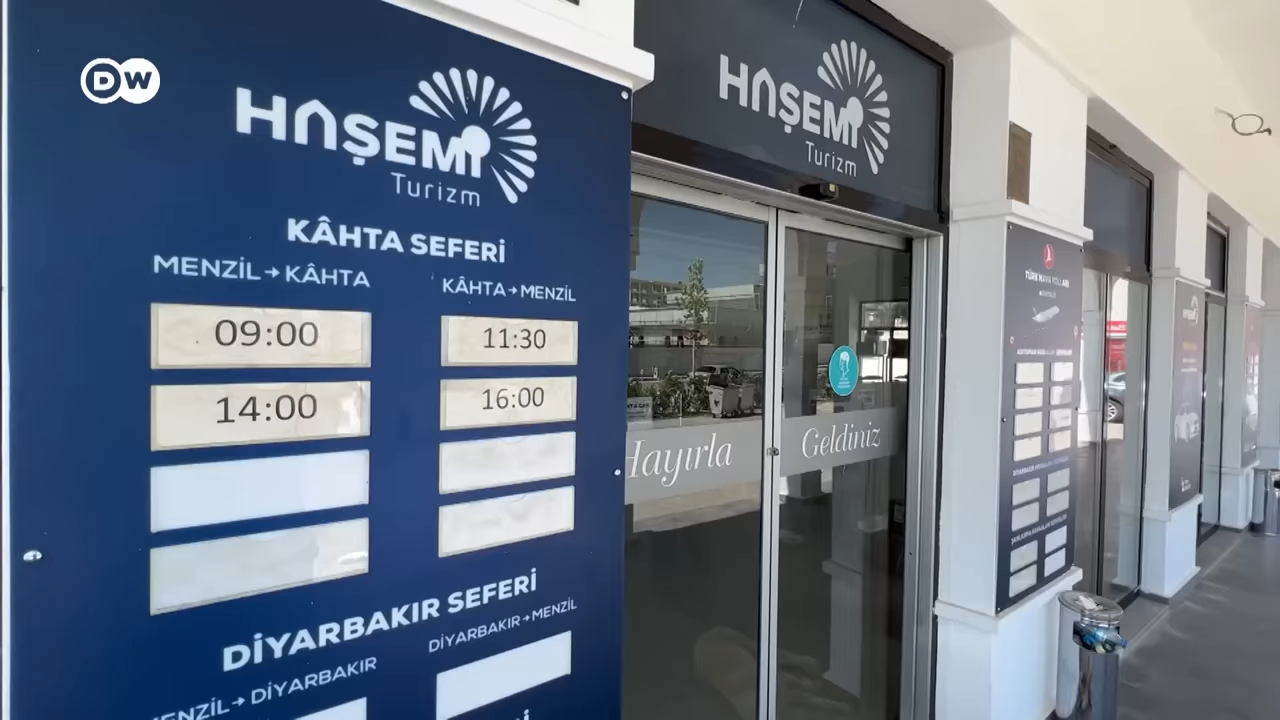 DW
HAŞEMİ
Turizm
KÂHTA SEFERİ
MENZİL→KÂHTA
KÂHTA→MENZİL
09:00
11:30
14:00
16:00
DİYARBAKIR SEFERİ
MENZİL→DİYARBAKIR
DİYARBAKIR→MENZİL
HAŞEMİ
Turizm
Hayırla
Geldiniz
TÜRK HAVA YOLLARI